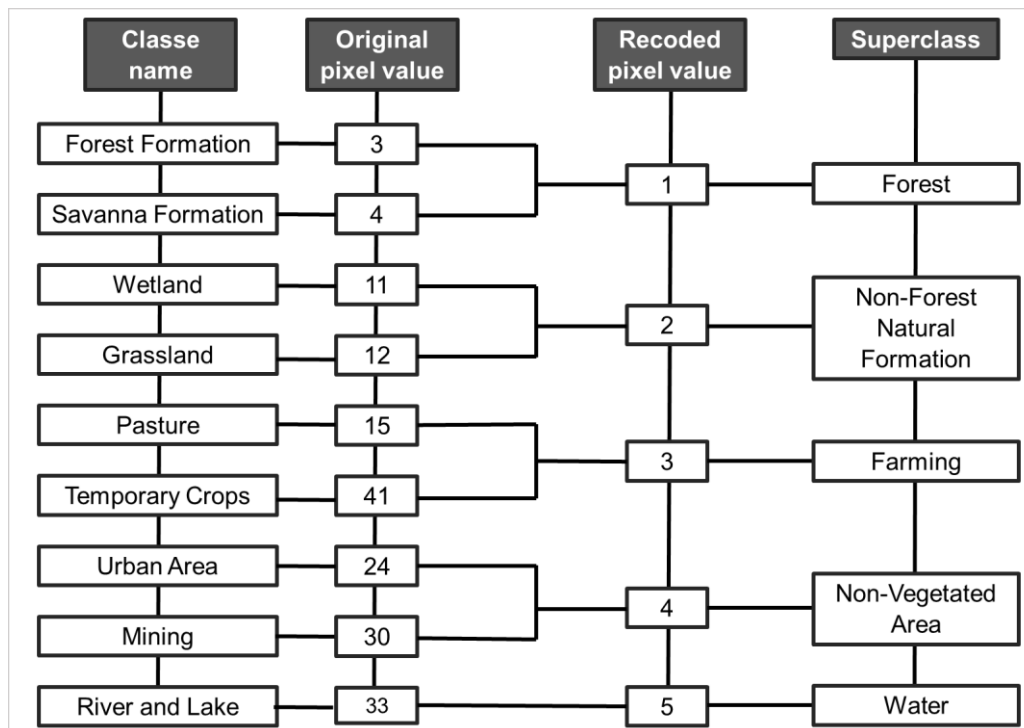 Classe
name
Original
pixel value
Recoded
pixel value
Superclass
Forest Formation
3
Savanna Formation
4
1
Forest
Wetland
11
Grassland
12
2
Non-Forest
Natural
Formation
Pasture
15
Temporary Crops
41
3
Farming
Urban Area
24
Mining
30
4
Non-Vegetated
Area
River and Lake
33
5
Water